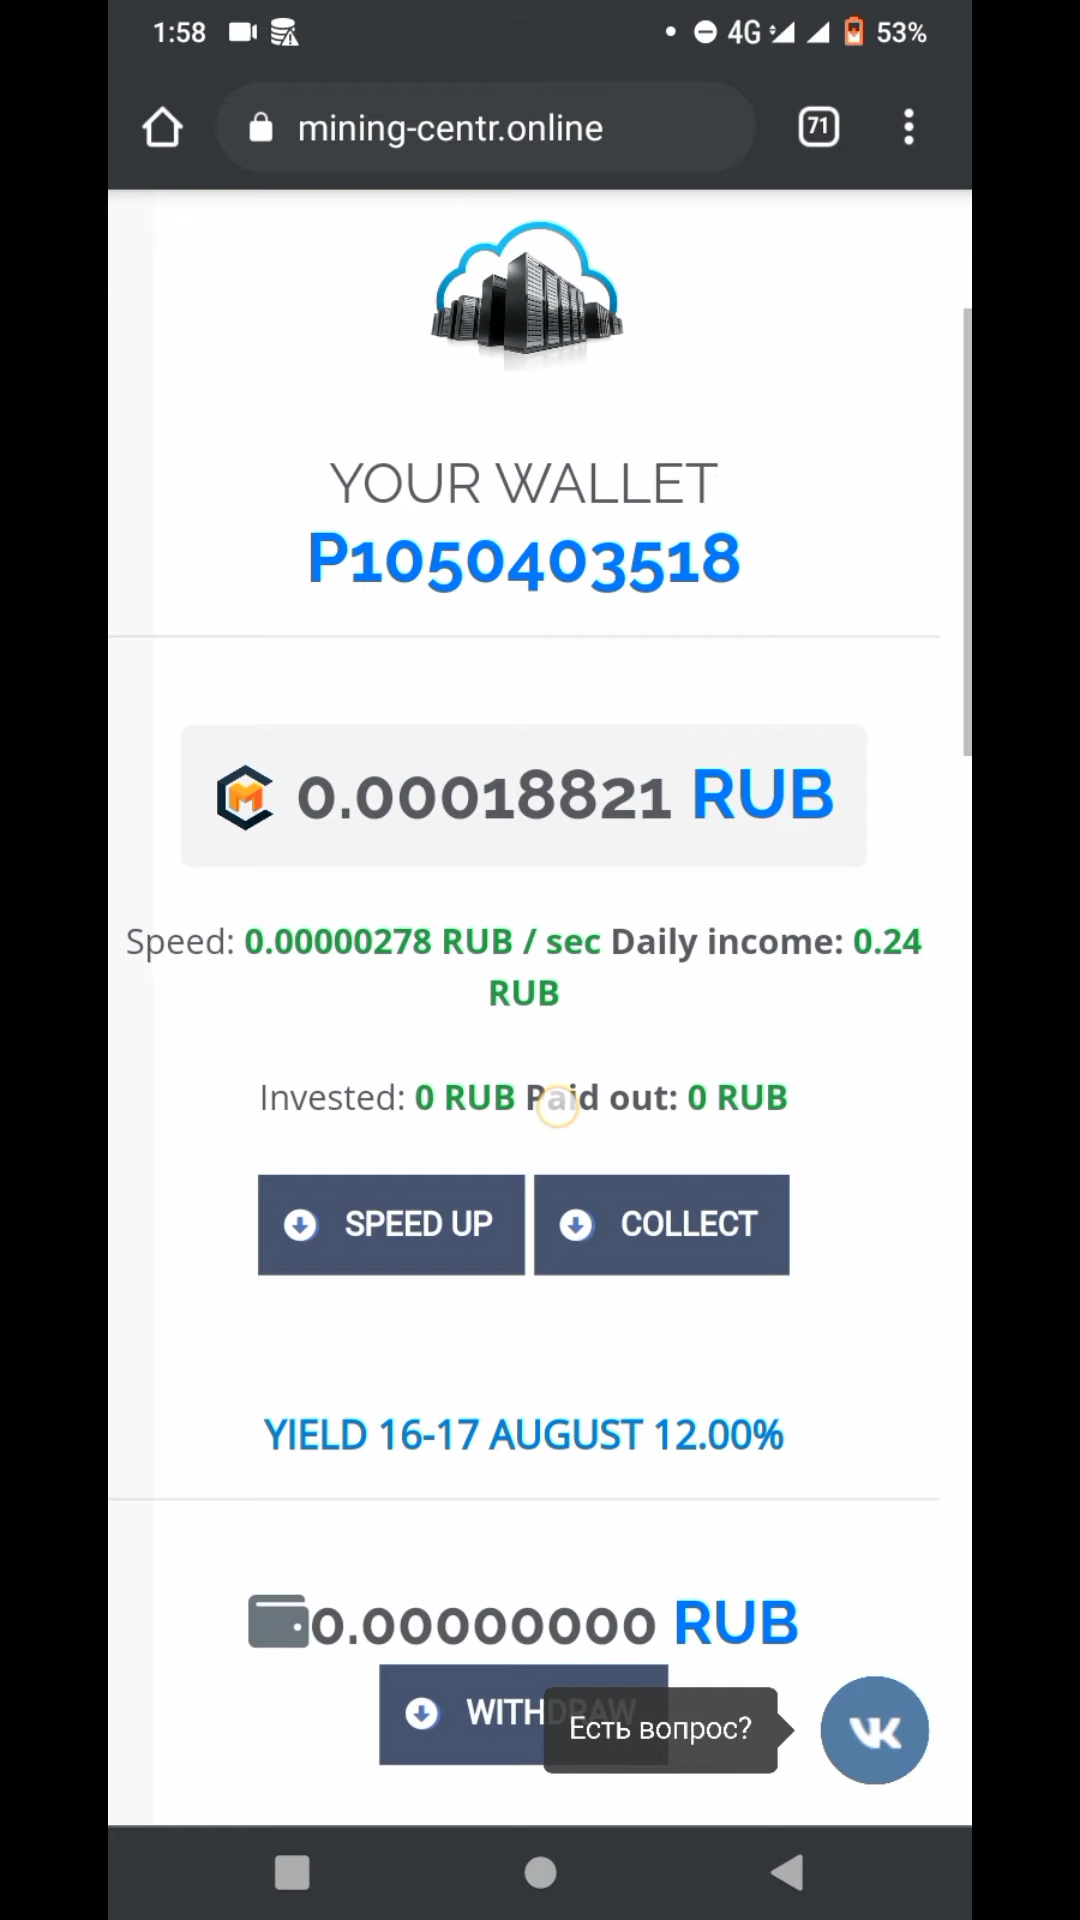 1:58 4G 53%
mining-centr.online 71
YOUR WALLET
P1050403518
0.00018821 RUB
Speed: 0.00000278 RUB / sec Daily income: 0.24
RUB
Invested: 0 RUB Paid out: 0 RUB
SPEED UP COLLECT
YIELD 16-17 AUGUST 12.00%
0.00000000 RUB
WITHDRAW
Есть вопрос?